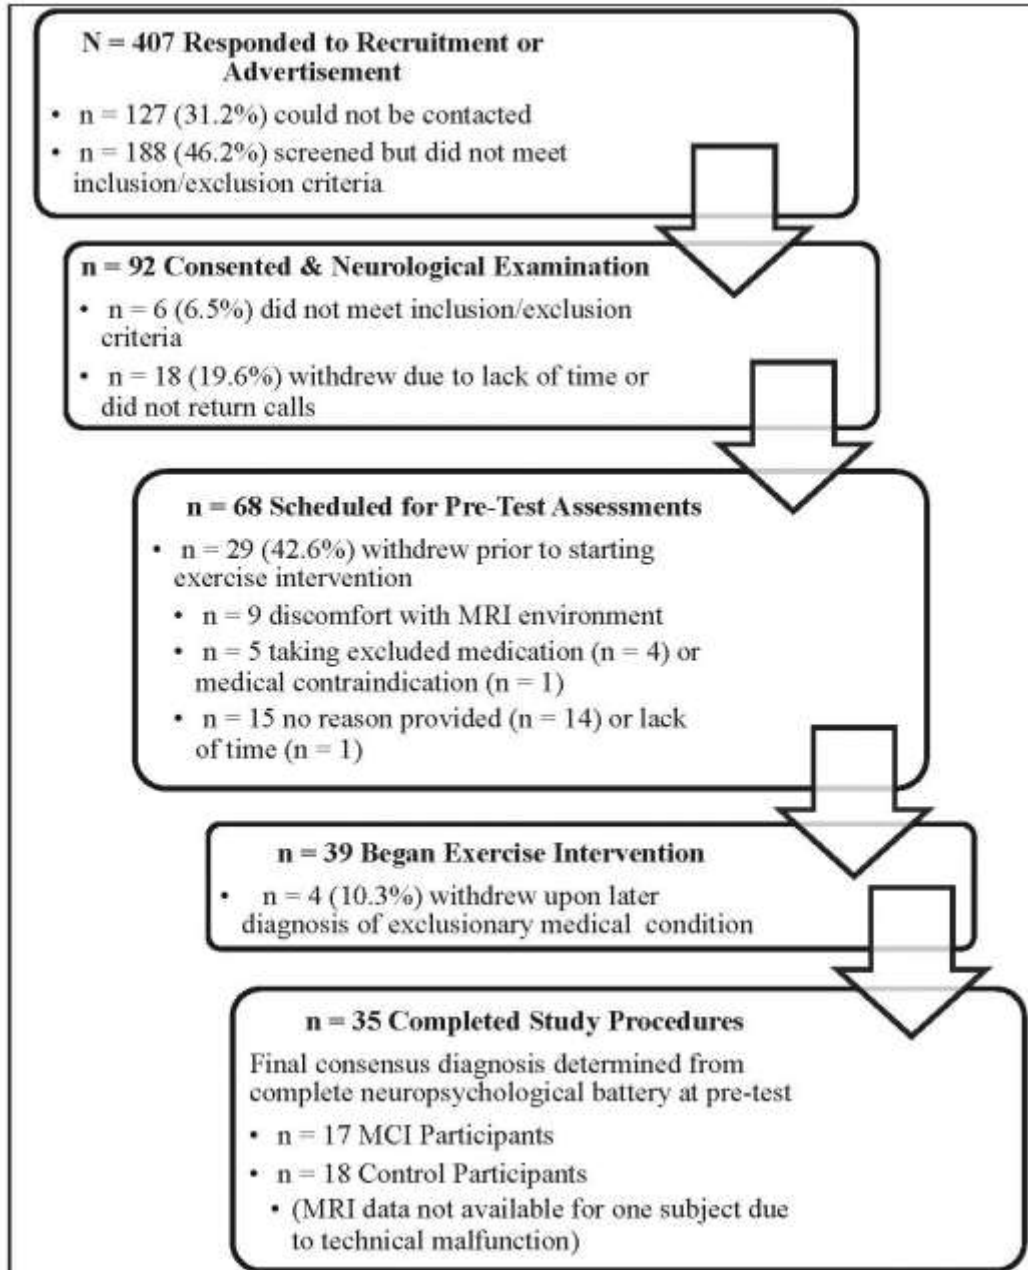 N = 407 Responded to Recruitment or
Advertisement
• n = 127 (31.2%) could not be contacted
• n = 188 (46.2%) screened but did not meet
inclusion/exclusion criteria
n = 92 Consented & Neurological Examination
• n = 6 (6.5%) did not meet inclusion/exclusion
criteria
• n = 18 (19.6%) withdrew due to lack of time or
did not return calls
n = 68 Scheduled for Pre-Test Assessments
• n = 29 (42.6%) withdrew prior to starting
exercise intervention
• n = 9 discomfort with MRI environment
• n = 5 taking excluded medication (n = 4) or
medical contraindication (n = 1)
• n = 15 no reason provided (n = 14) or lack
of time (n = 1)
n = 39 Began Exercise Intervention
• n = 4 (10.3%) withdrew upon later
diagnosis of exclusionary medical condition
n = 35 Completed Study Procedures
Final consensus diagnosis determined from
complete neuropsychological battery at pre-test
• n = 17 MCI Participants
• n = 18 Control Participants
• (MRI data not available for one subject due
to technical malfunction)